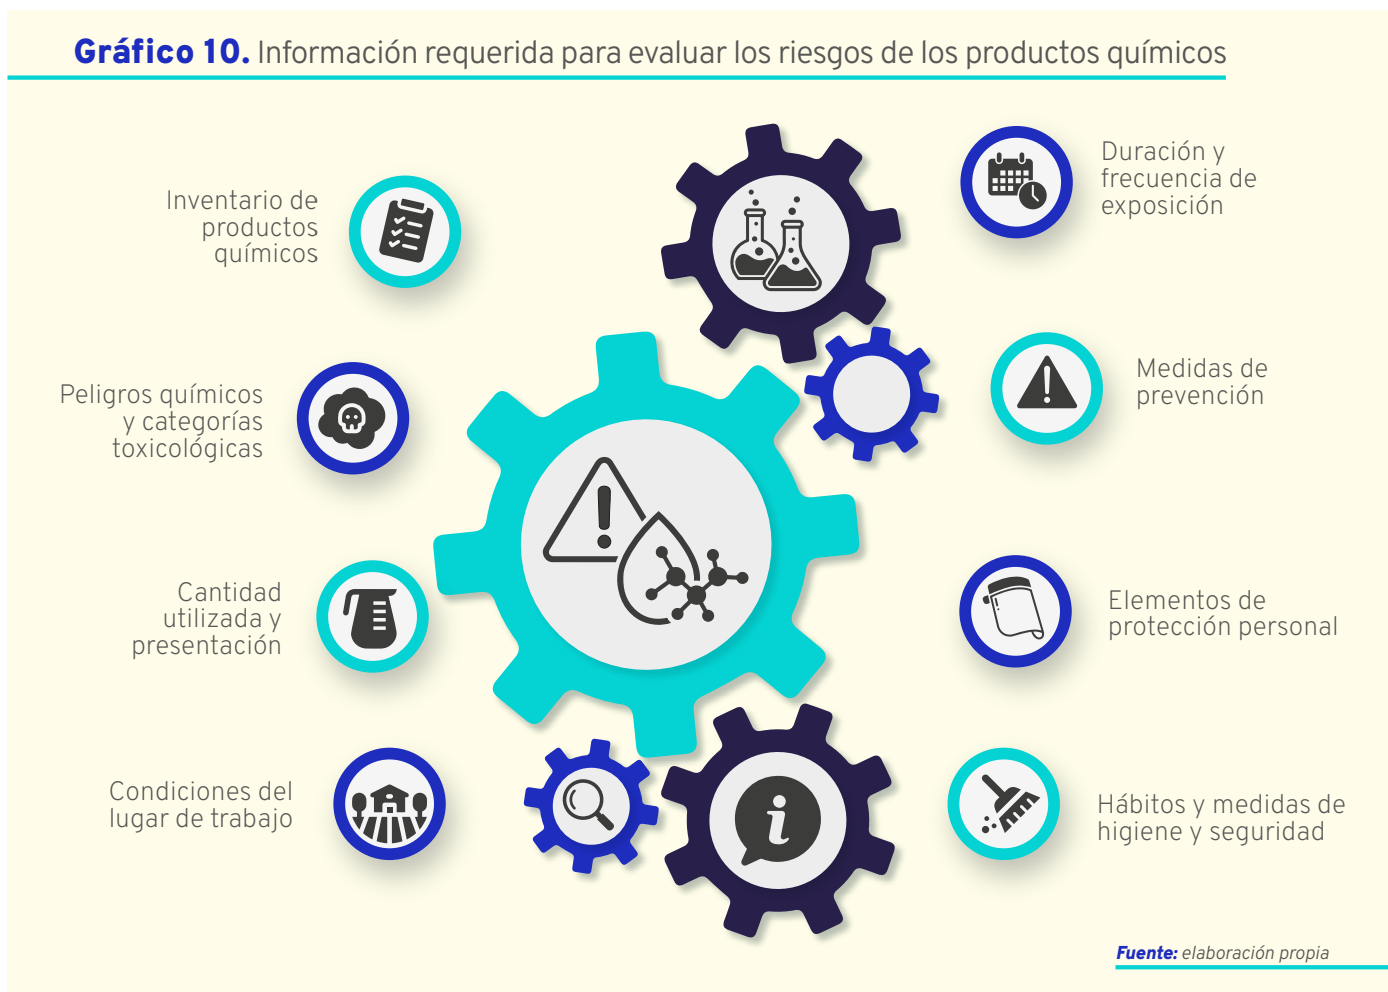 Gráfico 10. Información requerida para evaluar los riesgos de los productos químicos
Inventario de
productos
químicos
Peligros químicos
y categorías
toxicológicas
Cantidad
utilizada y
presentación
Condiciones del
lugar de trabajo
Duración y
frecuencia de
exposición
Medidas de
prevención
Elementos de
protección personal
Hábitos y medidas de
higiene y seguridad
Fuente: elaboración propia